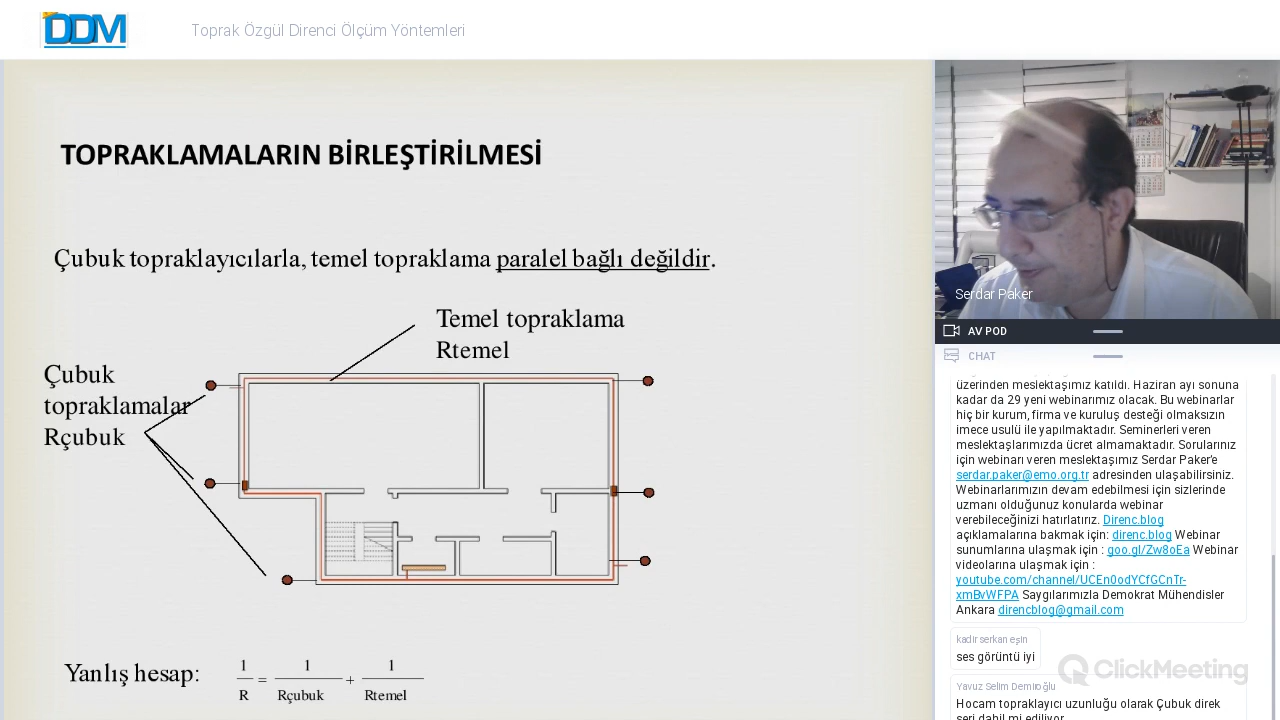 DDM
Toprak Özgül Direnci Ölçüm Yöntemleri
TOPRAKLAMALARIN BİRLEŞTİRİLMESİ
Çubuk topraklayıcılarla, temel topraklama paralel bağlı değildir.
Temel topraklama
Rtemel
Çubuk
topraklamalar
Rçubuk
Yanlış hesap:
1 1 1
= +
R Rçubuk Rtemel
Serdar Paker
AV POD
CHAT
üzerinden meslektaşımız katıldı. Haziran ayı sonuna
kadar da 29 yeni webinarımız olacak. Bu webinarlar
hiç bir kurum, firma ve kuruluş desteği olmaksızın
imece usulü ile yapılmaktadır. Seminerleri veren
meslektaşlarımızda ücret almamaktadır. Sorularınız
için webinarı veren meslektaşımız Serdar Paker'e
serdar.paker@emo.org.tr adresinden ulaşabilirsiniz.
Webinarlarımızın devam edebilmesi için sizlerinde
uzmanı olduğunuz konularda webinar
verebileceğinizi hatırlatırız. Direnc.blog
açıklamalarına bakmak için: direnc.blog Webinar
sunumlarına ulaşmak için : goo.gl/Zw8oEa Webinar
videolarına ulaşmak için :
youtube.com/channel/UCEn0odYCfGCnTr-
xmBvWFPA Saygılarımızla Demokrat Mühendisler
Ankara direncblog@gmail.com
kadir serkan eşin
ses görüntü iyi
ClickMeeting
Yavuz Selim Demiroğlu
Hocam topraklayıcı uzunluğu olarak Çubuk direk
şeri dahil mi ediliyor